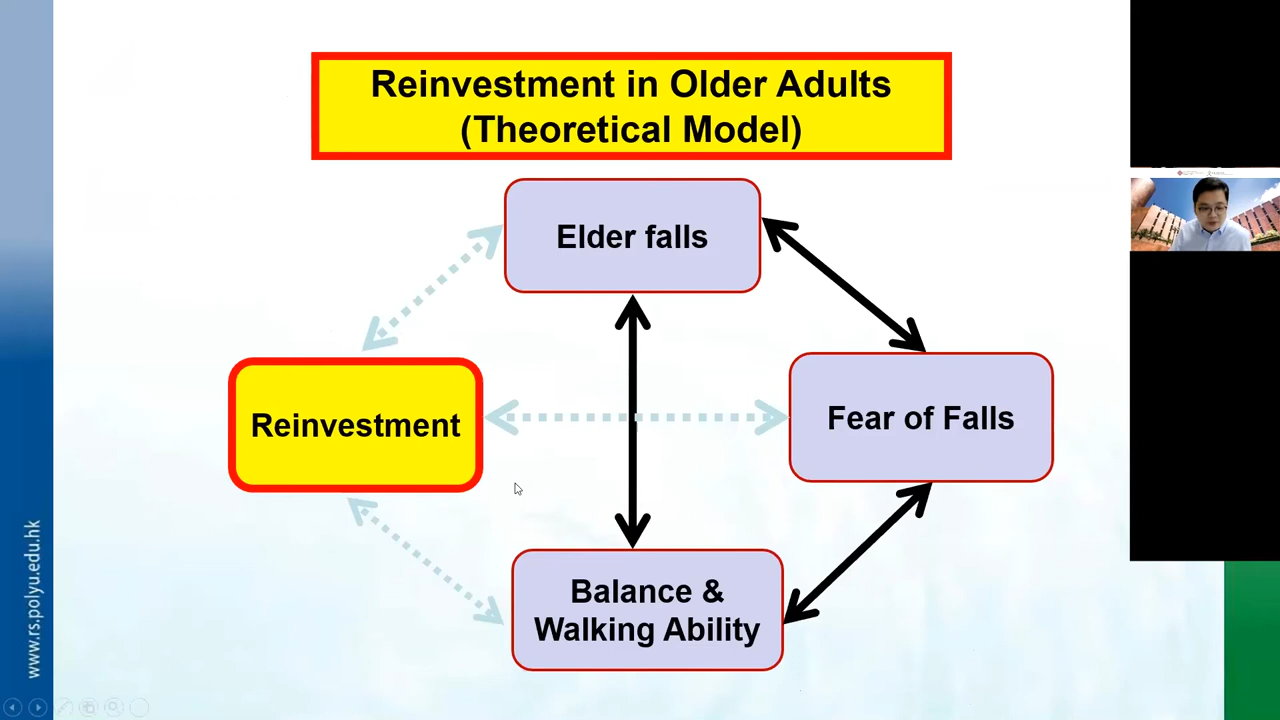 Reinvestment in Older Adults
(Theoretical Model)
Elder falls
Reinvestment
Fear of Falls
Balance &
Walking Ability
www.rs.polyu.edu.hk